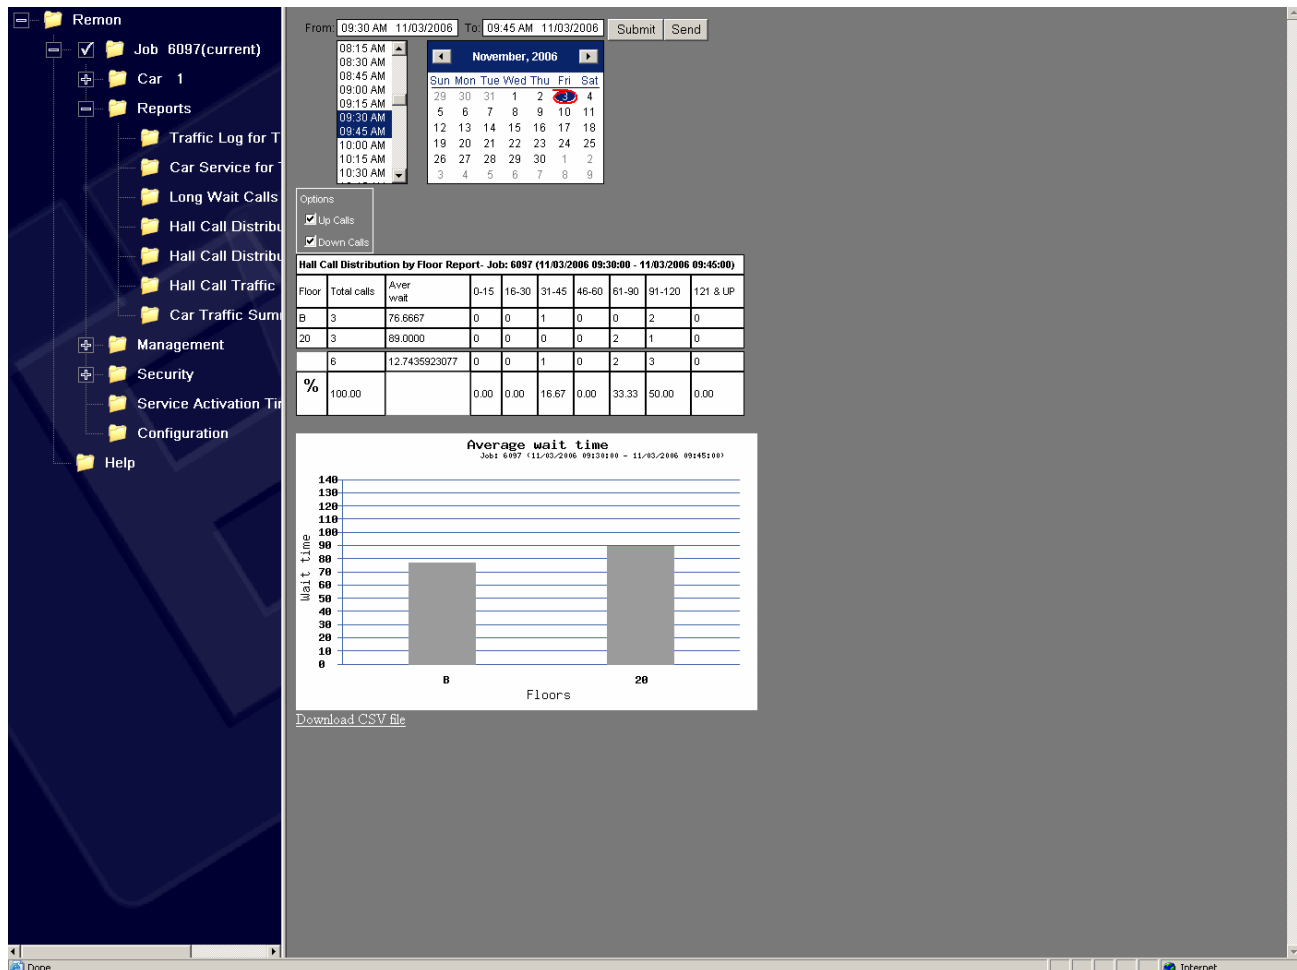 Remon
Job 6097(current)
Car 1
Reports
Traffic Log for T
Car Service for
Long Wait Calls
Hall Call Distribu
Hall Call Distribu
Hall Call Traffic
Car Traffic Sum
Management
Security
Service Activation Tir
Configuration
Help
From: 09:30 AM 11/03/2006 To: 09:45 AM 11/03/2006 Submit Send
08:15 AM
08:30 AM
08:45 AM
09:00 AM
09:15 AM
09:30 AM
09:45 AM
10:00 AM
10:15 AM
10:30 AM
November, 2006
Sun Mon Tue Wed Thu Fri Sat
29 30 31 1 2 3 4
5 6 7 8 9 10 11
12 13 14 15 16 17 18
19 20 21 22 23 24 25
26 27 28 29 30 1 2
3 4 5 6 7 8 9
Options
Up Calls
Down Calls
Hall Call Distribution by Floor Report- Job: 6097 (11/03/2006 09:30:00 - 11/03/2006 09:45:00)
Floor Total calls Aver wait 0-15 16-30 31-45 46-60 61-90 91-120 121 & UP
B 3 76.6667 0 0 1 0 0 2 0
20 3 89.0000 0 0 0 0 2 1 0
6 12.7435923077 0 0 1 0 2 3 0
% 100.00 0.00 0.00 16.67 0.00 33.33 50.00 0.00
Average wait time
Job: 6097 (11/03/2006 09:30:00 - 11/03/2006 09:45:00)
140
130
120
110
100
90
80
70
60
50
40
30
20
10
0
Wait time
B 20
Floors
Download CSV file
Done Internet